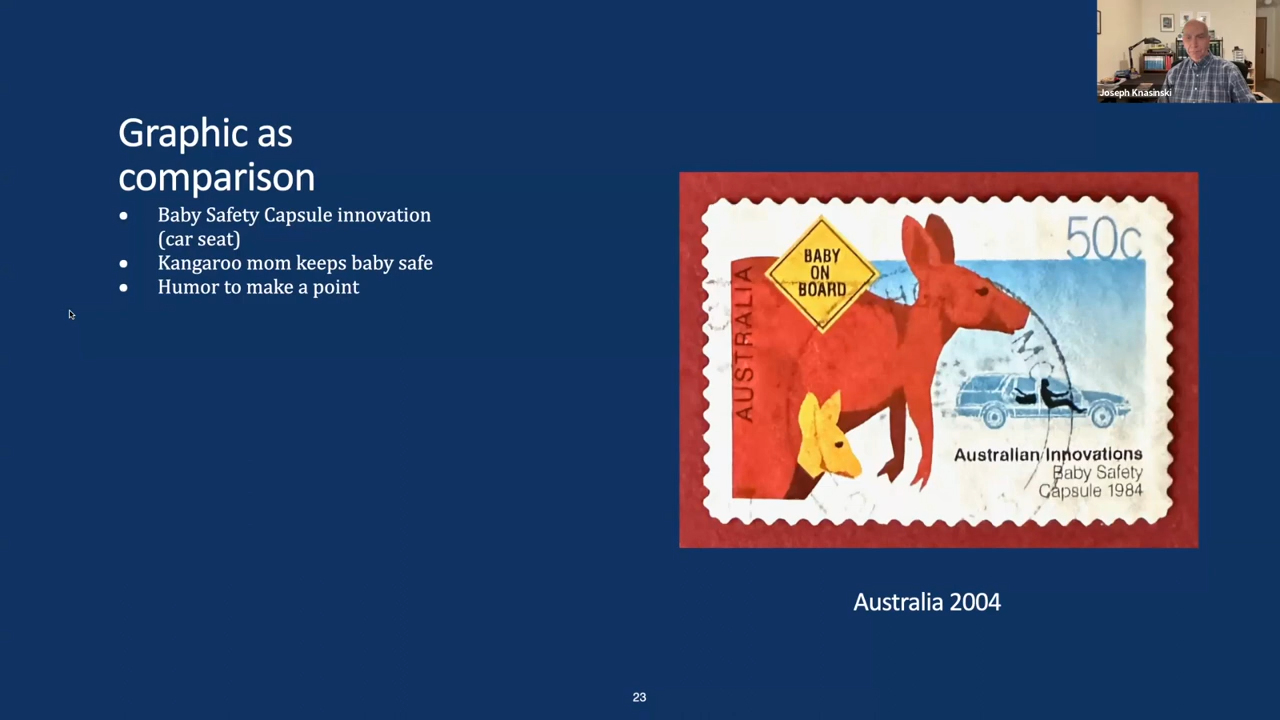 Joseph Knasinski
Graphic as
comparison
● Baby Safety Capsule innovation
(car seat)
● Kangaroo mom keeps baby safe
● Humor to make a point
50c
BABY
ON
BOARD
AUSTRALIA
Australian Innovations
Baby Safety
Capsule 1984
Australia 2004
23